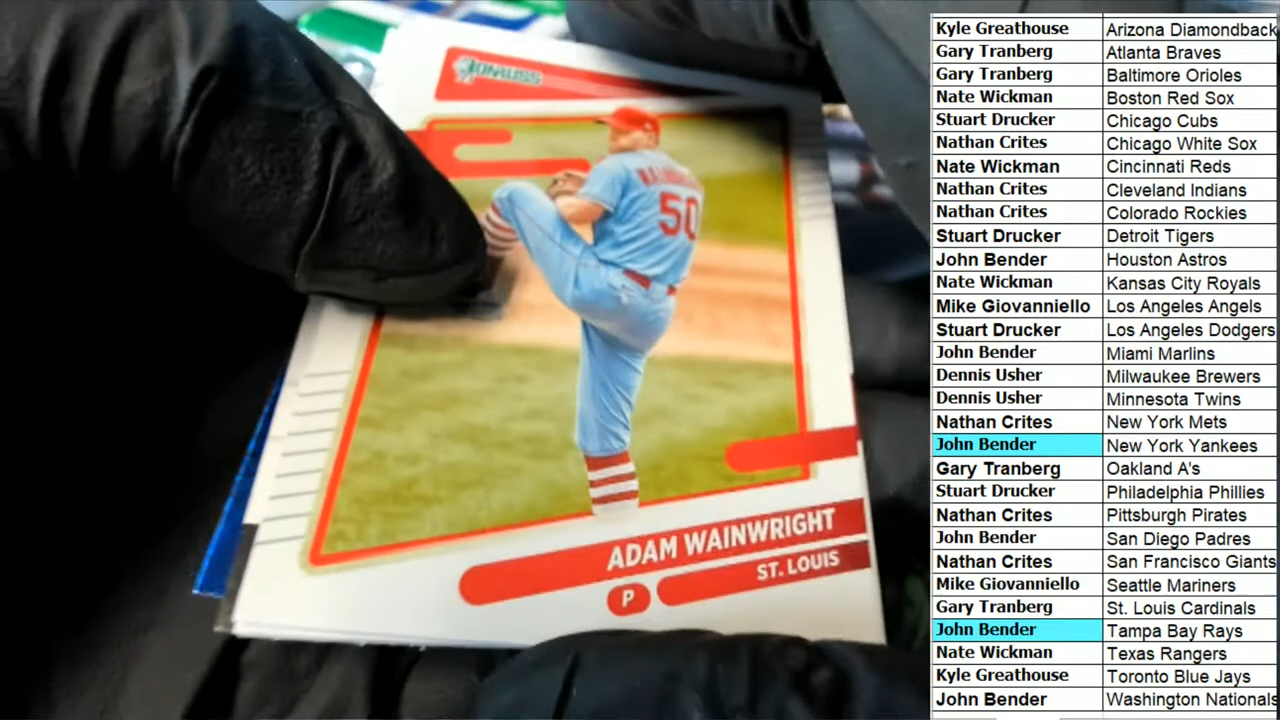 DONRUSS
WAINWRIGHT
50
ADAM WAINWRIGHT
P ST. LOUIS
Kyle Greathouse Arizona Diamondback
Gary Tranberg Atlanta Braves
Gary Tranberg Baltimore Orioles
Nate Wickman Boston Red Sox
Stuart Drucker Chicago Cubs
Nathan Crites Chicago White Sox
Nate Wickman Cincinnati Reds
Nathan Crites Cleveland Indians
Nathan Crites Colorado Rockies
Stuart Drucker Detroit Tigers
John Bender Houston Astros
Nate Wickman Kansas City Royals
Mike Giovanniello Los Angeles Angels
Stuart Drucker Los Angeles Dodgers
John Bender Miami Marlins
Dennis Usher Milwaukee Brewers
Dennis Usher Minnesota Twins
Nathan Crites New York Mets
John Bender New York Yankees
Gary Tranberg Oakland A's
Stuart Drucker Philadelphia Phillies
Nathan Crites Pittsburgh Pirates
John Bender San Diego Padres
Nathan Crites San Francisco Giants
Mike Giovanniello Seattle Mariners
Gary Tranberg St. Louis Cardinals
John Bender Tampa Bay Rays
Nate Wickman Texas Rangers
Kyle Greathouse Toronto Blue Jays
John Bender Washington Nationals